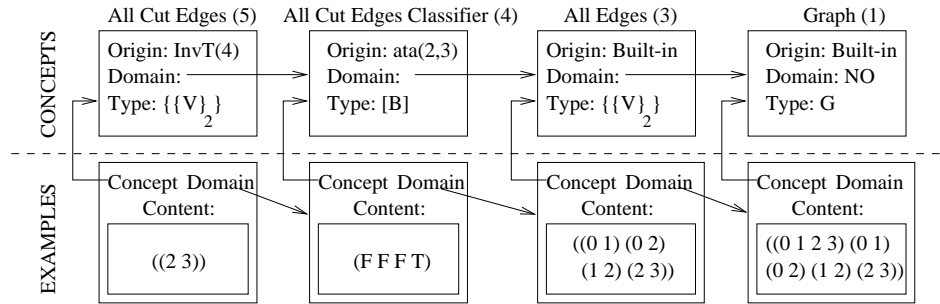 All Cut Edges (5)
All Cut Edges Classifier (4)
All Edges (3)
Graph (1)
CONCEPTS
Origin: InvT(4)
Domain:
Type: {{V}2}
Origin: ata(2,3)
Domain:
Type: [B]
Origin: Built-in
Domain:
Type: {{V}2}
Origin: Built-in
Domain: NO
Type: G
EXAMPLES
Concept Domain
Content:
((2 3))
Concept Domain
Content:
(F F F T)
Concept Domain
Content:
((0 1) (0 2)
(1 2) (2 3))
Concept Domain
Content:
((0 1 2 3) (0 1)
(0 2) (1 2) (2 3))